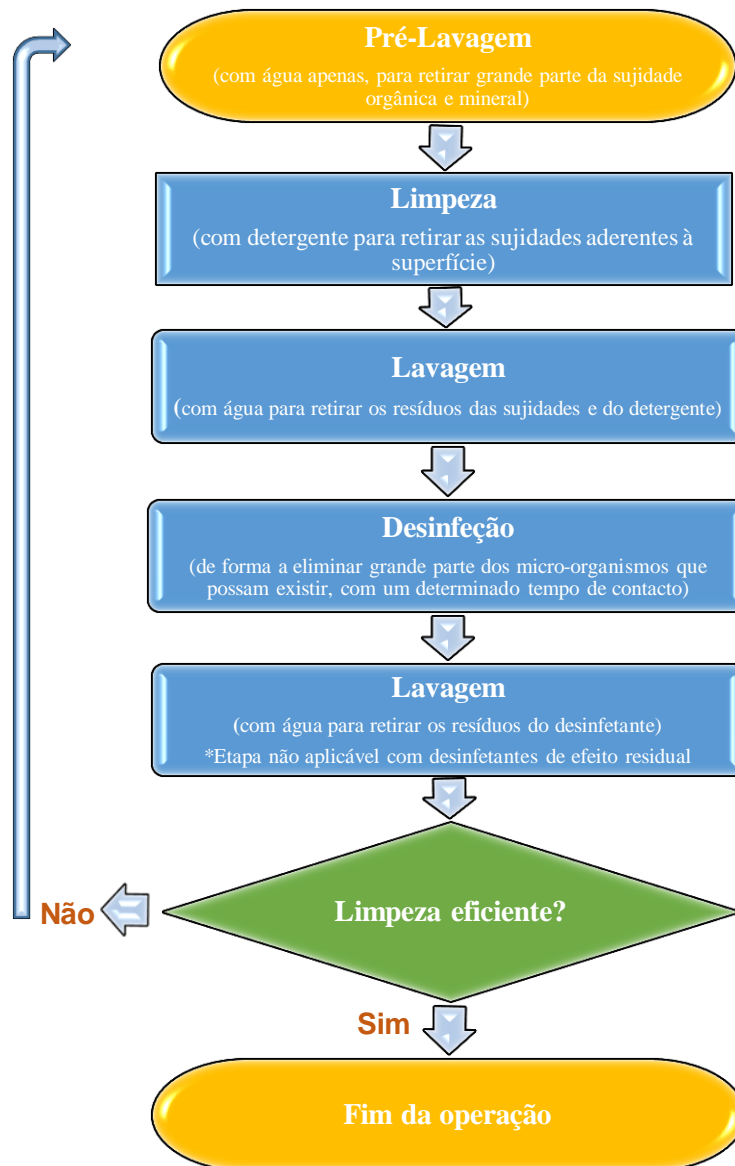 Pré-Lavagem
(com água apenas, para retirar grande parte da sujidade
orgânica e mineral)
Limpeza
(com detergente para retirar as sujidades aderentes à
superfície)
Lavagem
(com água para retirar os resíduos das sujidades e do detergente)
Desinfeção
(de forma a eliminar grande parte dos micro-organismos que
possam existir, com um determinado tempo de contacto)
Lavagem
(com água para retirar os resíduos do desinfetante)
*Etapa não aplicável com desinfetantes de efeito residual
Limpeza eficiente?
Não
Sim
Fim da operação